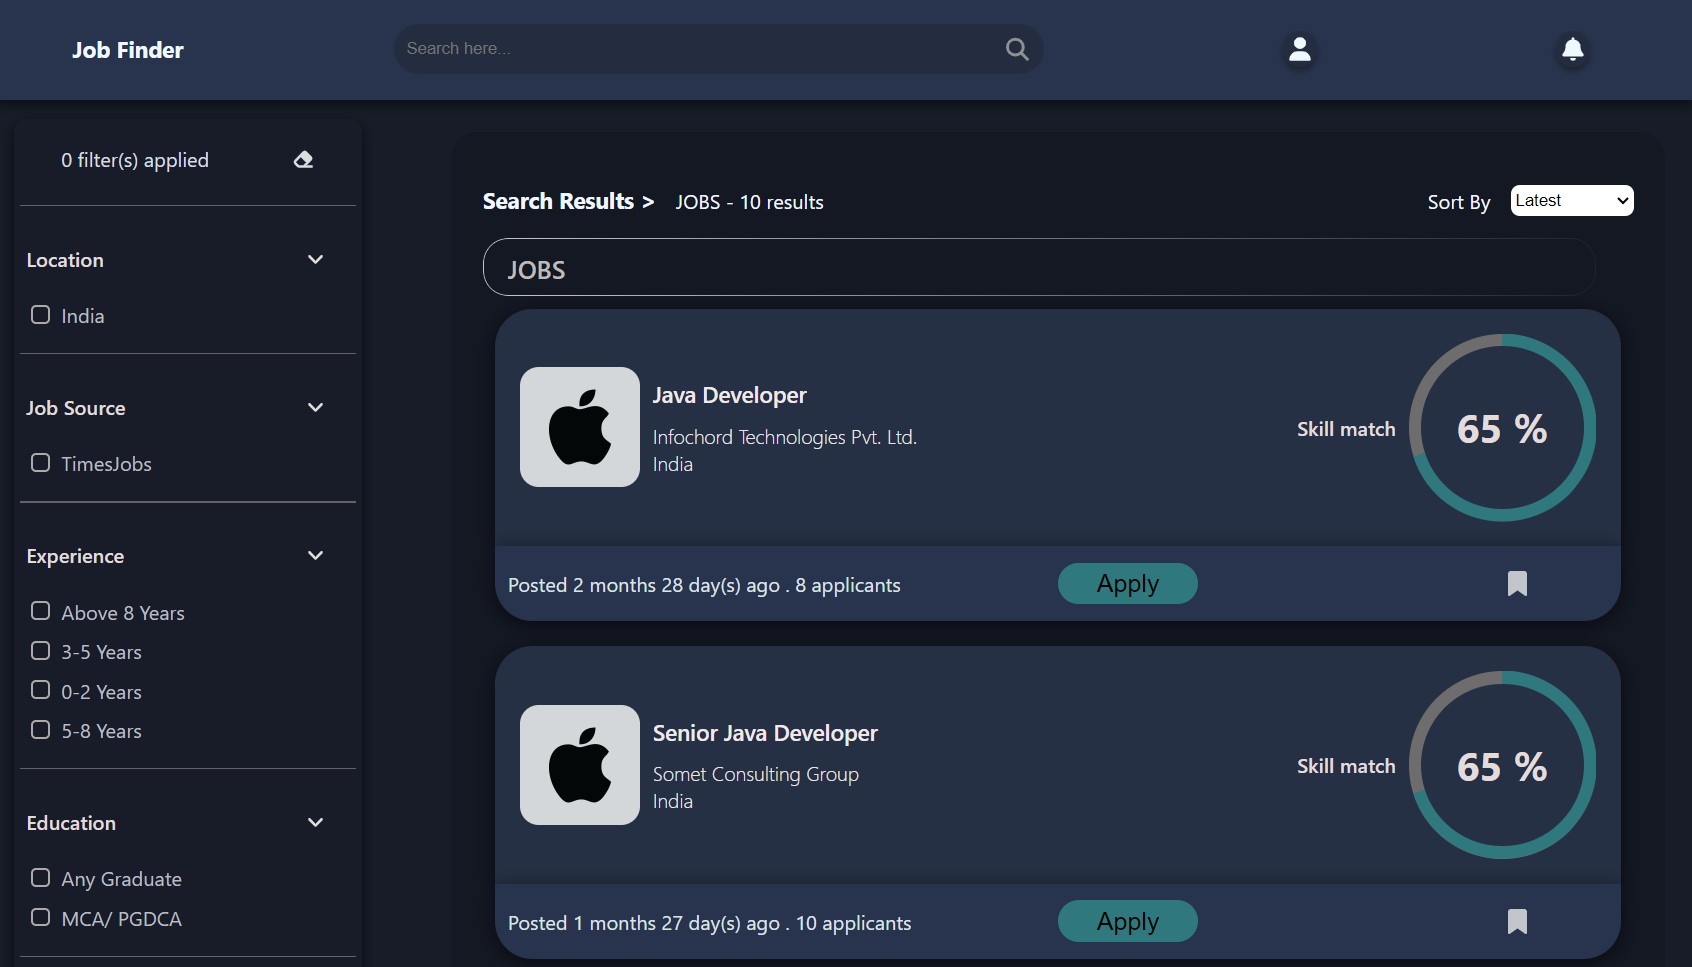 Job Finder
Search here...
0 filter(s) applied
Location
India
Job Source
TimesJobs
Experience
Above 8 Years
3-5 Years
0-2 Years
5-8 Years
Education
Any Graduate
MCA/ PGDCA
Search Results > JOBS - 10 results
Sort By Latest
JOBS
Java Developer
Infochord Technologies Pvt. Ltd.
India
Skill match 65 %
Posted 2 months 28 day(s) ago . 8 applicants
Apply
Senior Java Developer
Somet Consulting Group
India
Skill match 65 %
Posted 1 months 27 day(s) ago . 10 applicants
Apply